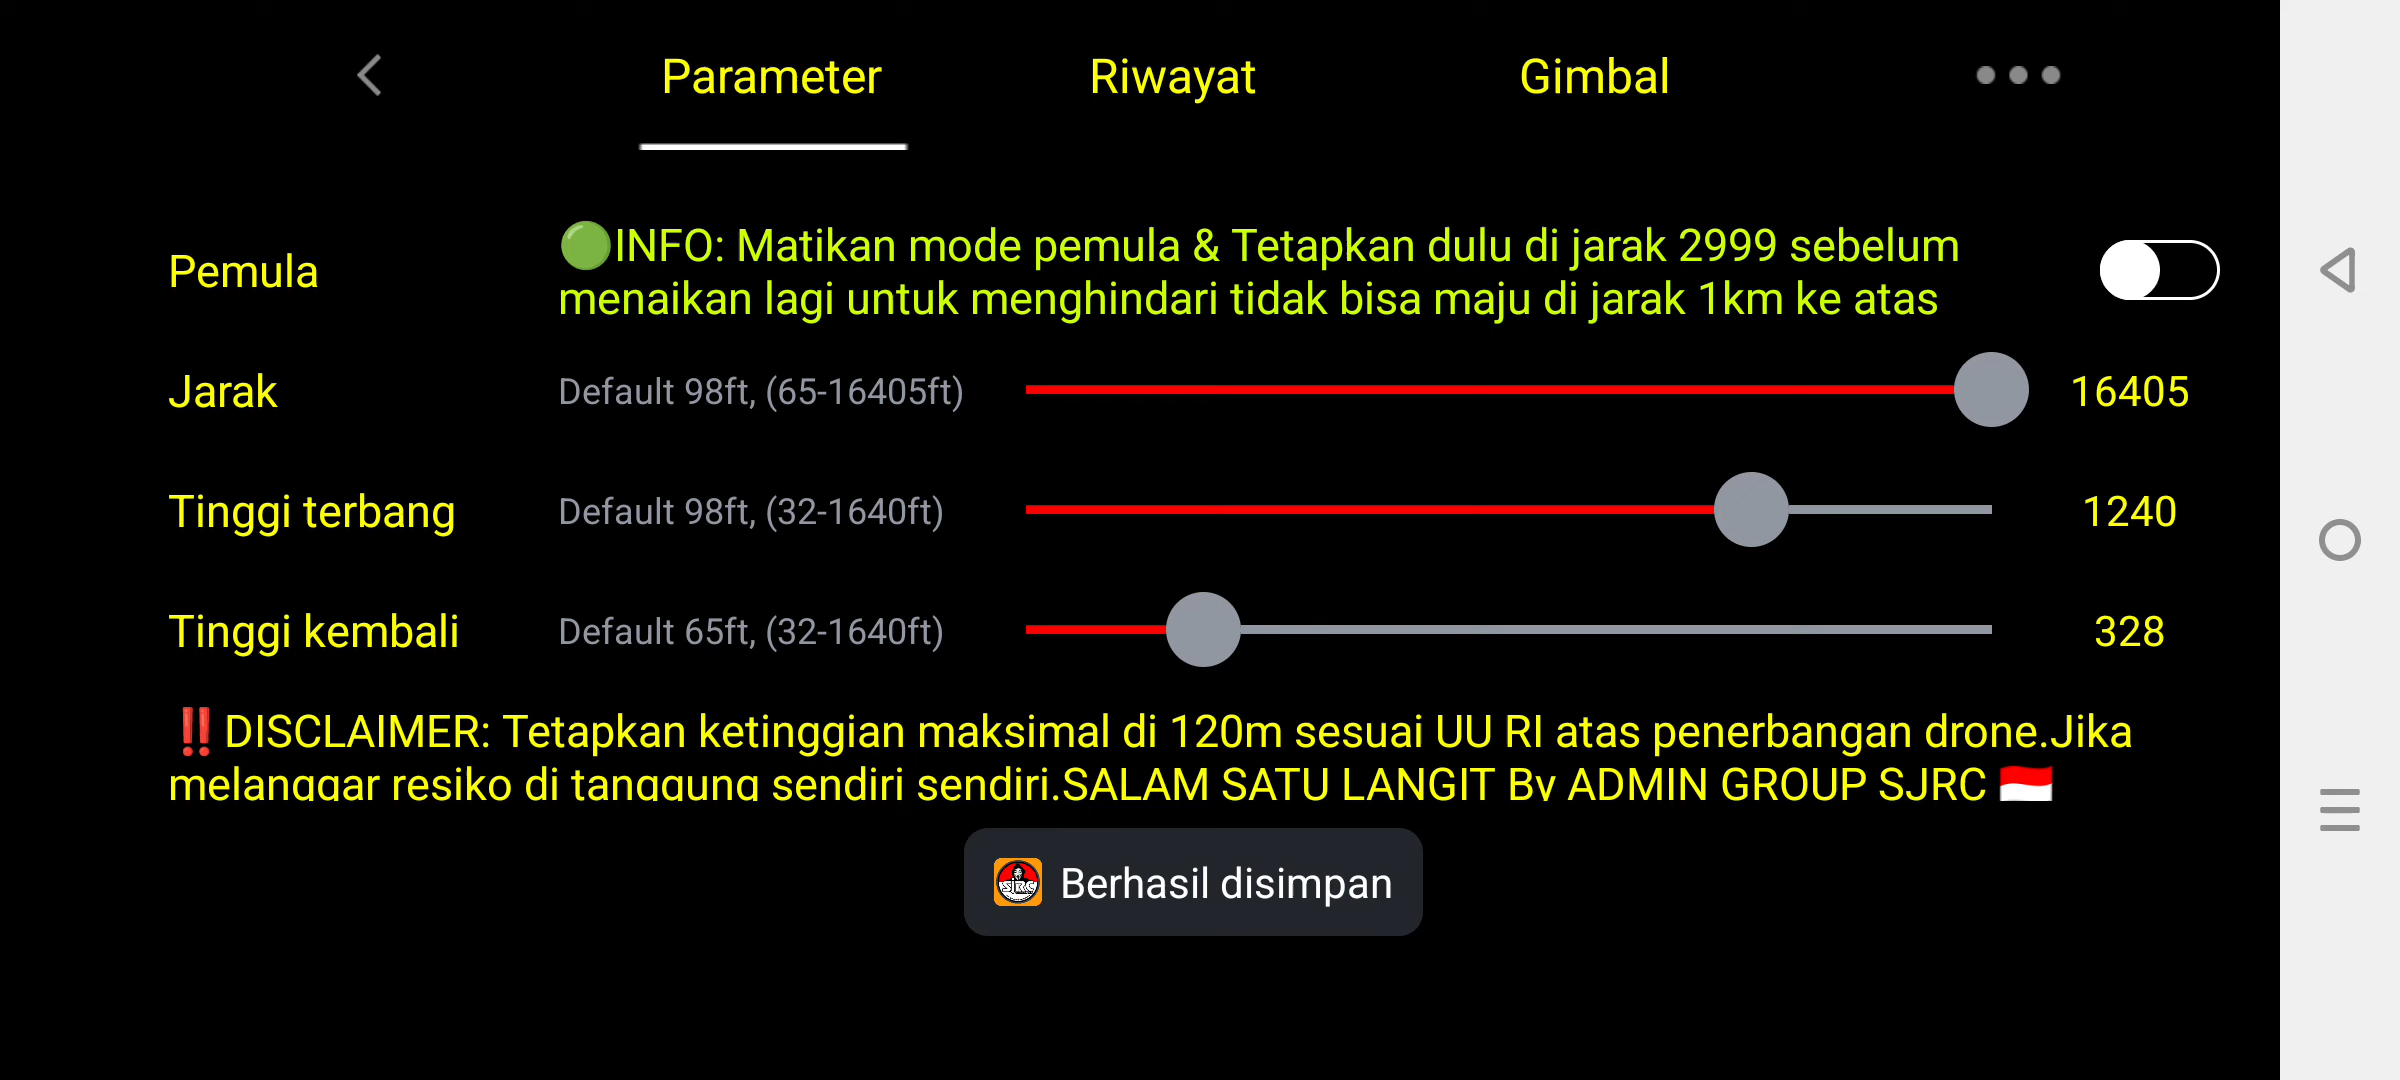 Parameter Riwayat Gimbal
Pemula
INFO: Matikan mode pemula & Tetapkan dulu di jarak 2999 sebelum
menaikan lagi untuk menghindari tidak bisa maju di jarak 1km ke atas
Jarak Default 98ft, (65-16405ft) 16405
Tinggi terbang Default 98ft, (32-1640ft) 1240
Tinggi kembali Default 65ft, (32-1640ft) 328
‼️DISCLAIMER: Tetapkan ketinggian maksimal di 120m sesuai UU RI atas penerbangan drone.Jika
melanggar resiko di tanggung sendiri sendiri.SALAM SATU LANGIT By ADMIN GROUP SJRC 🇮🇩
SJRC
Berhasil disimpan